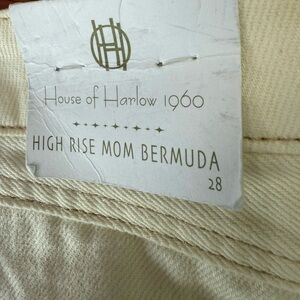 House of Harlow 1960
HIGH RISE MOM BERMUDA
28